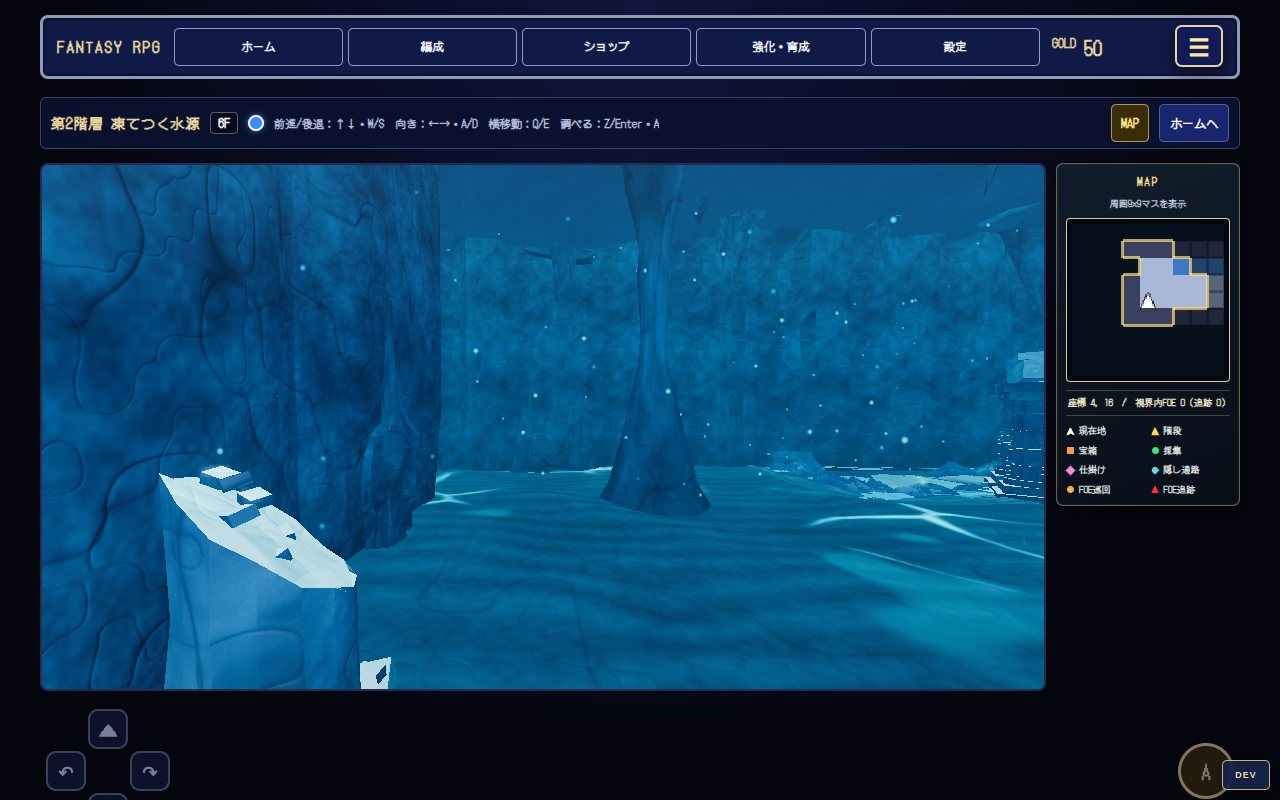 FANTASY RPG
ホーム
編成
ショップ
強化・育成
設定
GOLD 50
第2階層 凍てつく水源
6F
前進/後退：↑↓・W/S 向き：←→・A/D 横移動：Q/E 調べる：Z/Enter・A
MAP
ホームへ
MAP
周囲9x9マスを表示
座標 4, 16 / 視界内FOE 0 (追跡 0)
現在地
階段
宝箱
採集
仕掛け
隠し通路
FOE巡回
FOE追跡
A
DEV